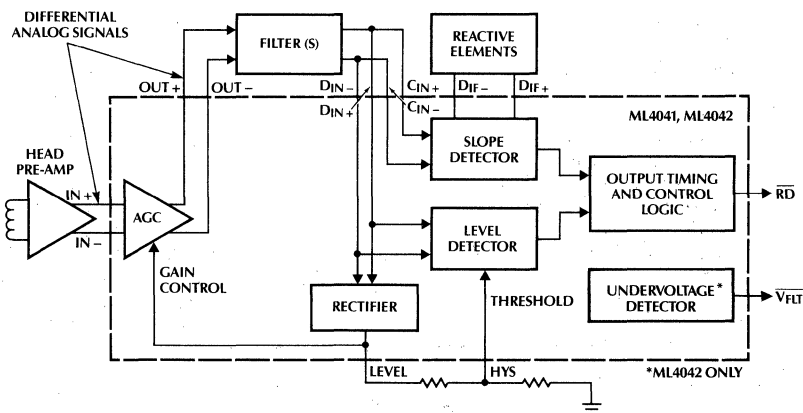 DIFFERENTIAL
ANALOG SIGNALS
FILTER (S)
REACTIVE
ELEMENTS
OUT +
OUT –
DIN –
DIN +
CIN +
CIN –
DIF –
DIF +
ML4041, ML4042
HEAD
PRE-AMP
IN +
IN –
AGC
SLOPE
DETECTOR
OUTPUT TIMING
AND CONTROL
LOGIC
RD
LEVEL
DETECTOR
GAIN
CONTROL
RECTIFIER
THRESHOLD
UNDERVOLTAGE*
DETECTOR
VFLT
LEVEL
HYS
*ML4042 ONLY